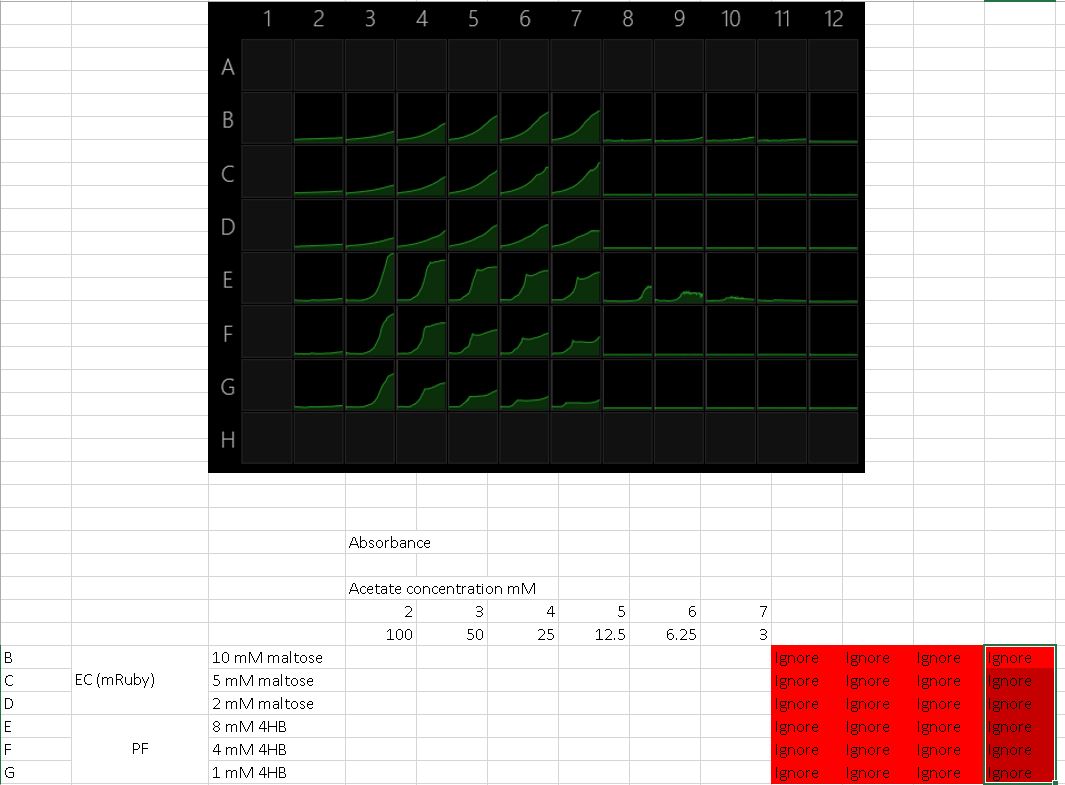 1 2 3 4 5 6 7 8 9 10 11 12
A
B
C
D
E
F
G
H
Absorbance
Acetate concentration mM
2 3 4 5 6 7
100 50 25 12.5 6.25 3
B 10 mM maltose Ignore Ignore Ignore Ignore
C EC (mRuby) 5 mM maltose Ignore Ignore Ignore Ignore
D 2 mM maltose Ignore Ignore Ignore Ignore
E 8 mM 4HB Ignore Ignore Ignore Ignore
F PF 4 mM 4HB Ignore Ignore Ignore Ignore
G 1 mM 4HB Ignore Ignore Ignore Ignore